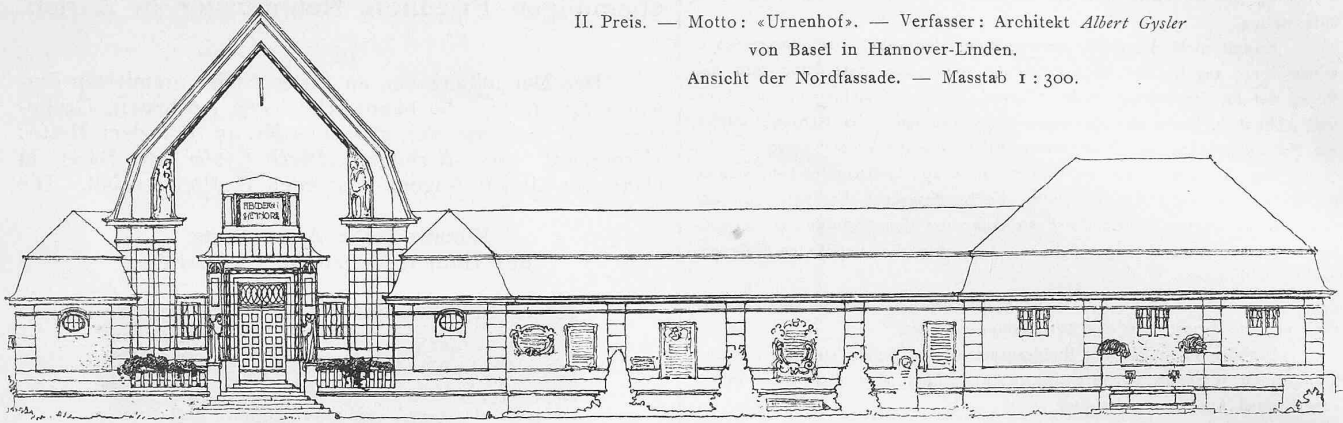 II. Preis. — Motto: «Urnenhof». — Verfasser: Architekt Albert Gysler
von Basel in Hannover-Linden.
Ansicht der Nordfassade. — Masstab 1 : 300.